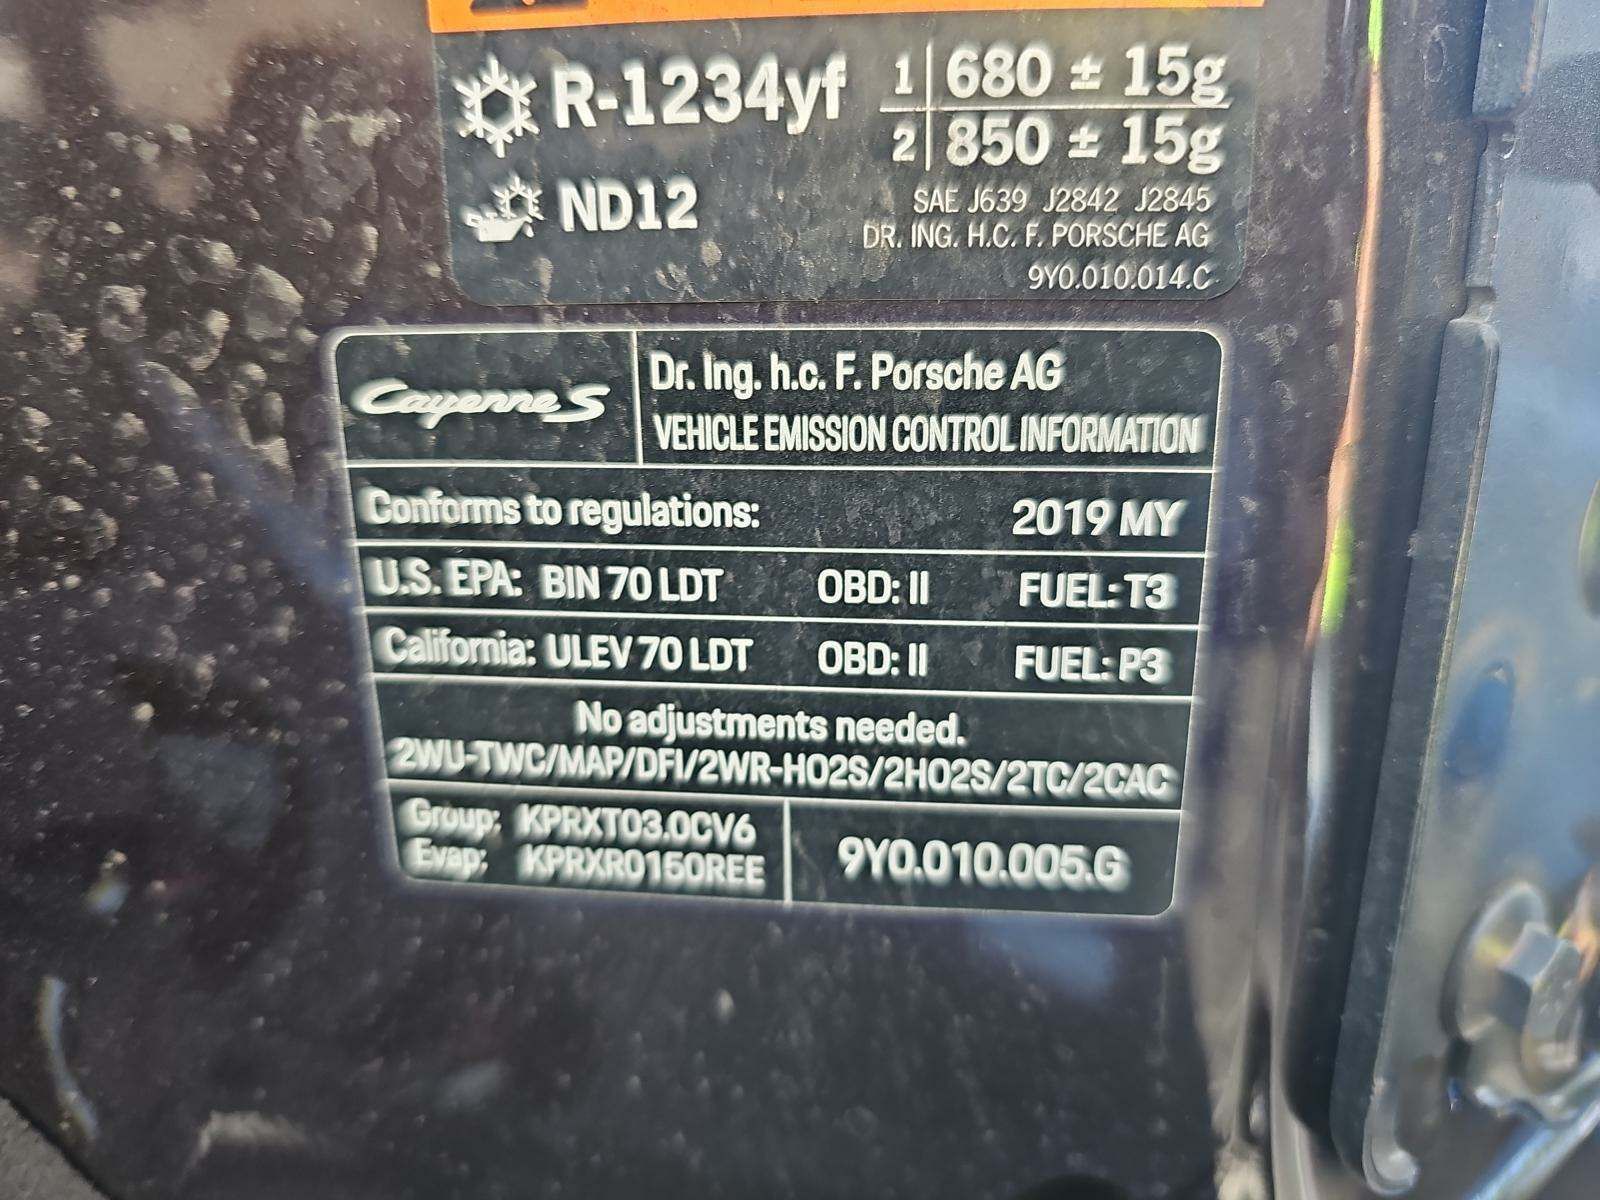 R-1234yf 1 680 ± 15g
2 850 ± 15g
ND12
SAE J639 J2842 J2845
DR. ING. H.C. F. PORSCHE AG
9Y0.010.014.C
Cayenne S
Dr. Ing. h.c. F. Porsche AG
VEHICLE EMISSION CONTROL INFORMATION
Conforms to regulations: 2019 MY
U.S. EPA: BIN 70 LDT OBD: II FUEL: T3
California: ULEV 70 LDT OBD: II FUEL: P3
No adjustments needed.
2WU-TWC/MAP/DFI/2WR-HO2S/2HO2S/2TC/2CAC
Group: KPRXT03.0CV6
Evap: KPRXR0150REE
9Y0.010.005.G